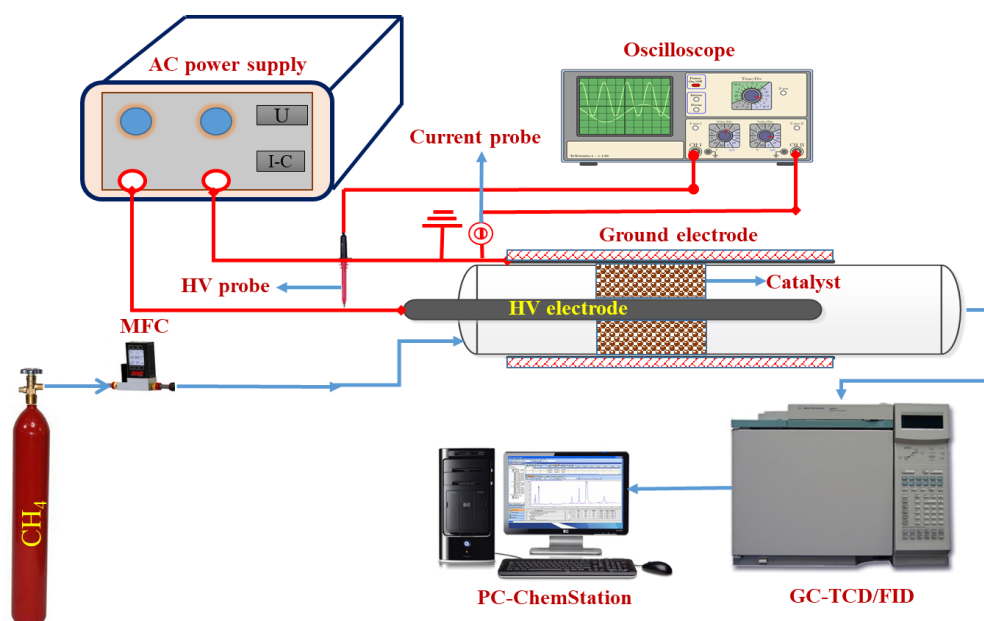 AC power supply
U
I-C
Oscilloscope
Current probe
Ground electrode
HV probe
Catalyst
HV electrode
MFC
CH4
PC-ChemStation
GC-TCD/FID